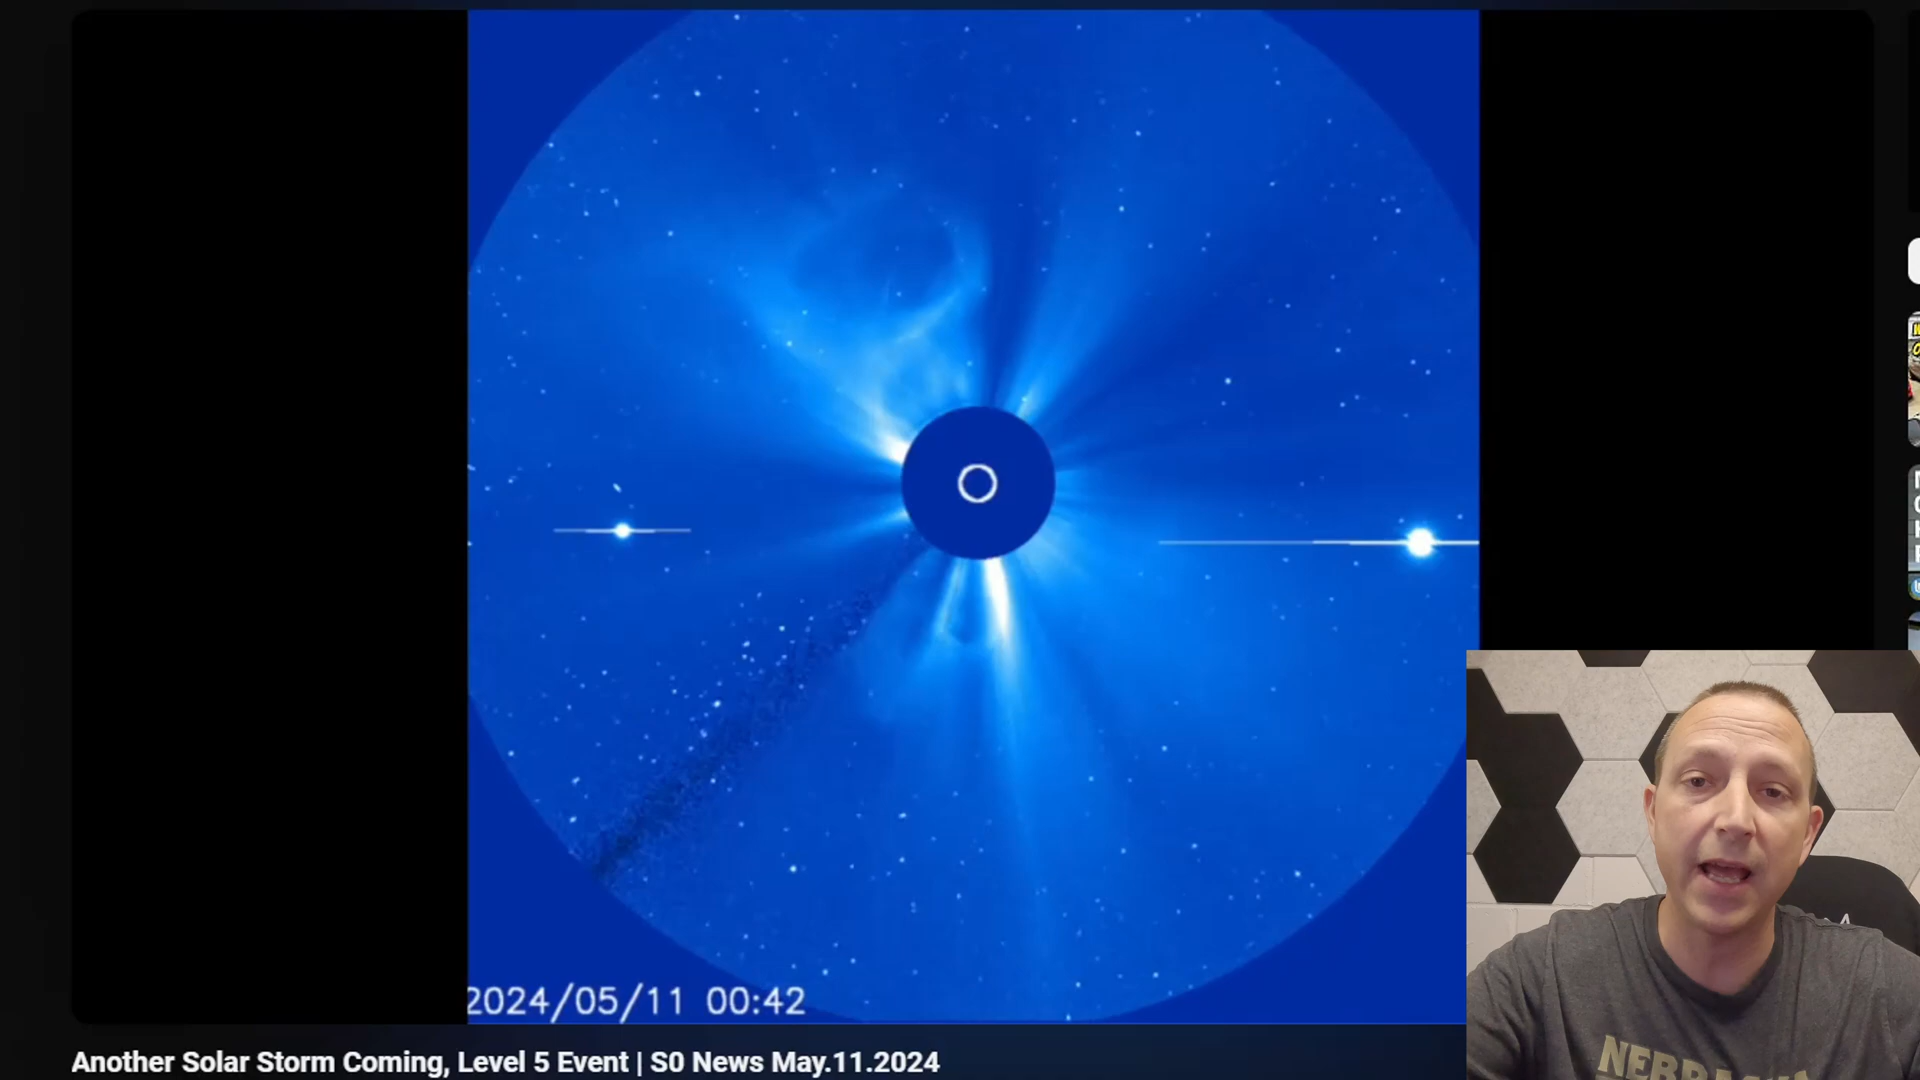 2024/05/11 00:42
Another Solar Storm Coming, Level 5 Event | S0 News May.11.2024